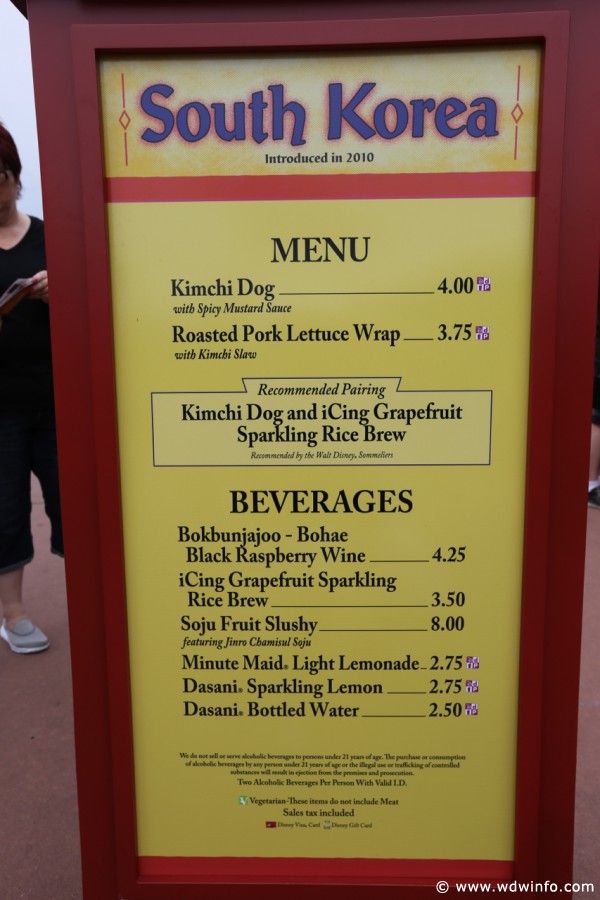 South Korea
Introduced in 2010
MENU
Kimchi Dog 4.00
with Spicy Mustard Sauce
Roasted Pork Lettuce Wrap 3.75
with Kimchi Slaw
Recommended Pairing
Kimchi Dog and iCing Grapefruit
Sparkling Rice Brew
Recommended by the Walt Disney, Sommeliers
BEVERAGES
Bokbunjajoo - Bohae
Black Raspberry Wine 4.25
iCing Grapefruit Sparkling
Rice Brew 3.50
Soju Fruit Slushy 8.00
featuring Jinro Chamisul Soju
Minute Maid® Light Lemonade 2.75
Dasani® Sparkling Lemon 2.75
Dasani® Bottled Water 2.50
We do not sell or serve alcoholic beverages to persons under 21 years of age. The purchase or consumption
of alcoholic beverages by any person under 21 years of age or the illegal use or trafficking of controlled
substances will result in ejection from the premises and prosecution.
Two Alcoholic Beverages Per Person With Valid I.D.
V Vegetarian-These items do not include Meat
Sales tax included
Disney Visa, Card Disney Gift Card
© www.wdwinfo.com